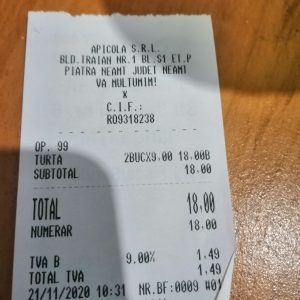 APICOLA S.R.L.
BLD.TRAIAN NR.1 BL.S1 ET.P
PIATRA NEAMT JUDET NEAMT
VA MULTUMIM!
*
C.I.F.:
RO9318238
OP. 99
TURTA 2BUCX9.00 18.00B
SUBTOTAL 18.00
TOTAL 18.00
NUMERAR 18.00
TVA B 9.00% 1.49
TOTAL TVA 1.49
21/11/2020 10:31 NR.BF:0009 #01